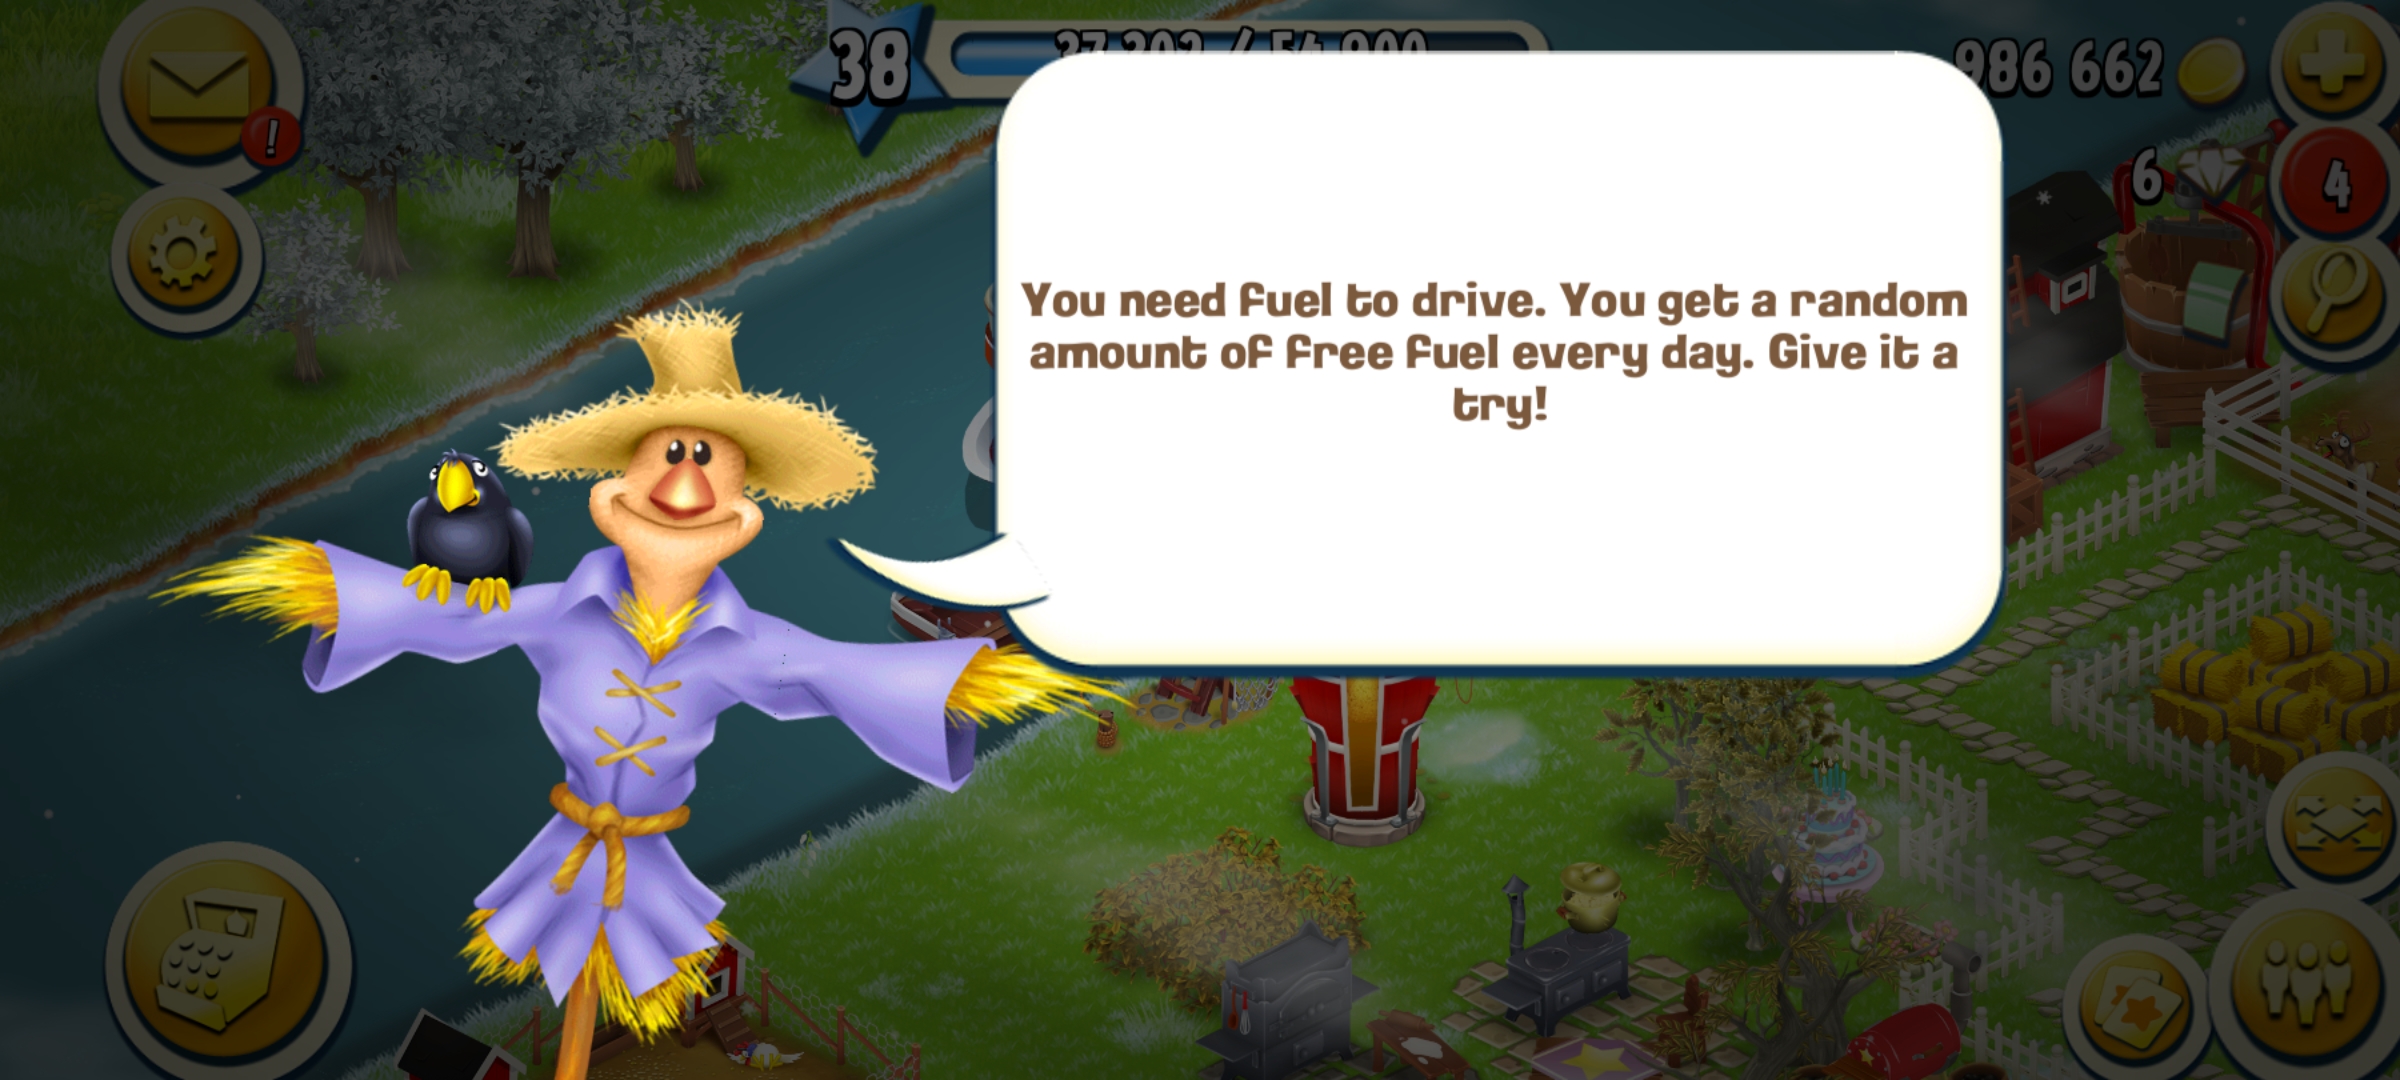 38
986 662
6
4
!
You need fuel to drive. You get a random
amount of free fuel every day. Give it a
try!